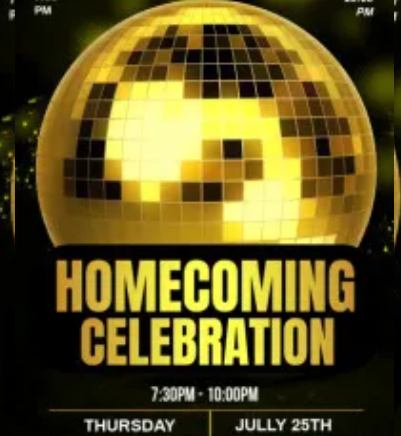 PM
PM
HOMECOMING
CELEBRATION
7:30PM - 10:00PM
THURSDAY
JULLY 25TH